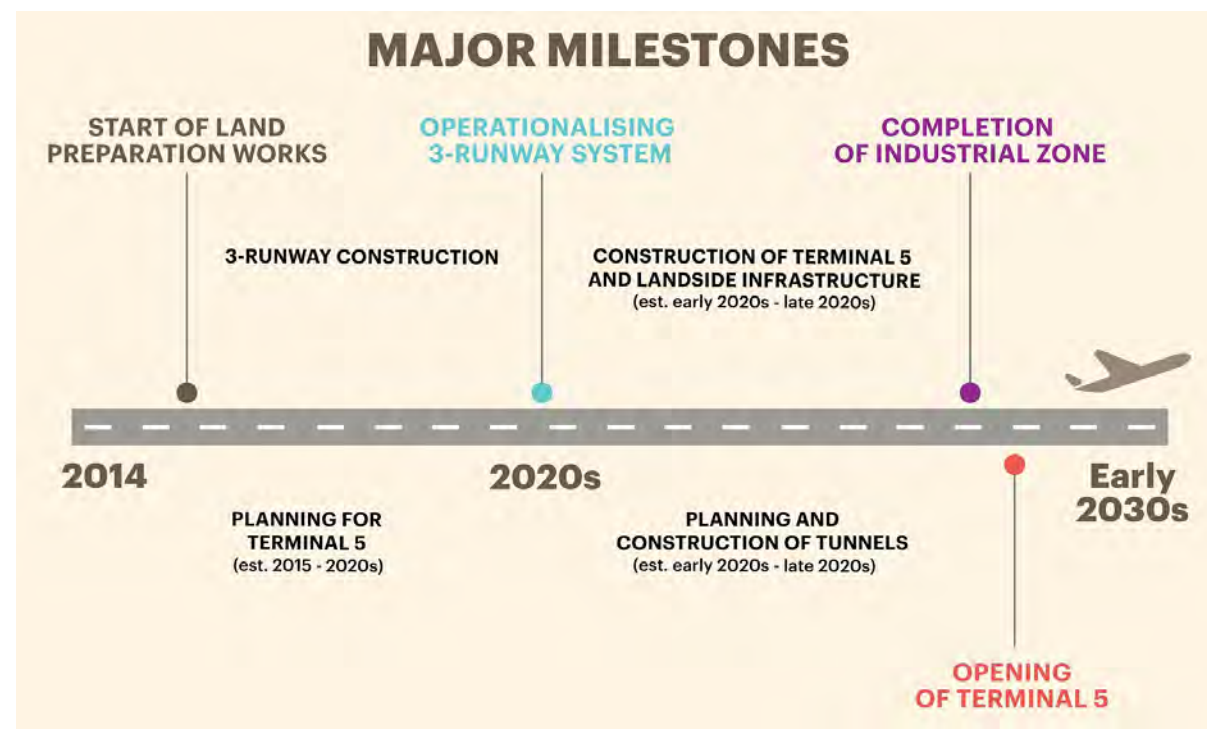 MAJOR MILESTONES
START OF LAND
PREPARATION WORKS
OPERATIONALISING
3-RUNWAY SYSTEM
COMPLETION
OF INDUSTRIAL ZONE
3-RUNWAY CONSTRUCTION
CONSTRUCTION OF TERMINAL 5
AND LANDSIDE INFRASTRUCTURE
(est. early 2020s - late 2020s)
2014
2020s
Early
2030s
PLANNING FOR
TERMINAL 5
(est. 2015 - 2020s)
PLANNING AND
CONSTRUCTION OF TUNNELS
(est. early 2020s - late 2020s)
OPENING
OF TERMINAL 5